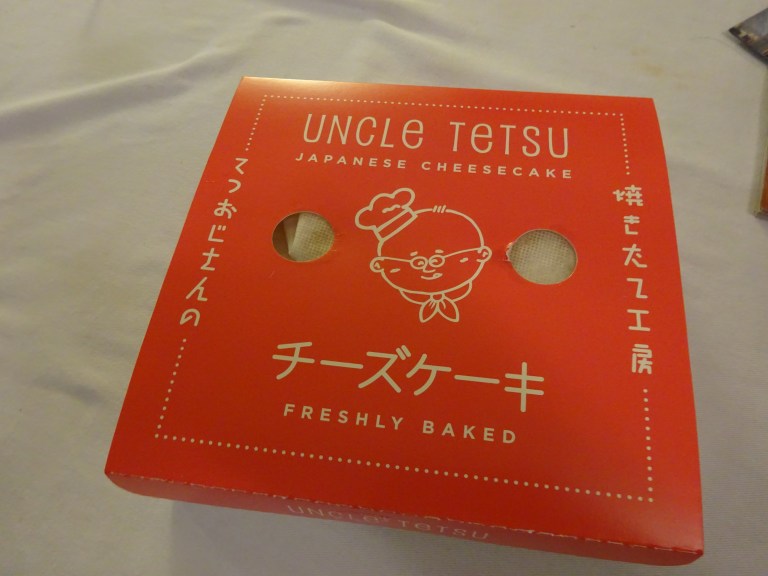 UNCLE TETSU
JAPANESE CHEESECAKE
焼きたて工房
てつおじさんの
チーズケーキ
FRESHLY BAKED
UNCLE TETSU